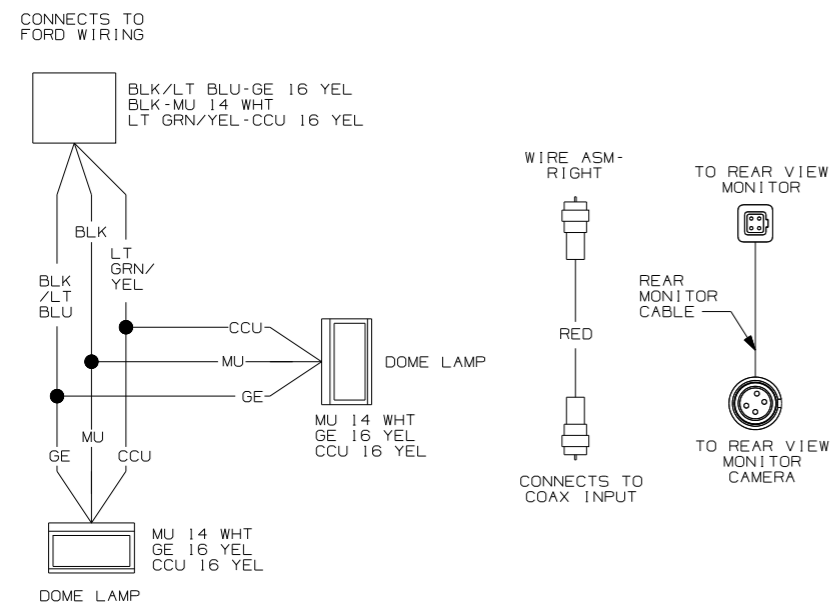 CONNECTS TO
FORD WIRING
BLK/LT BLU-GE 16 YEL
BLK-MU 14 WHT
LT GRN/YEL-CCU 16 YEL
BLK
LT
GRN/
YEL
BLK
/LT
BLU
CCU
MU
GE
DOME LAMP
MU 14 WHT
GE 16 YEL
CCU 16 YEL
MU
GE
CCU
MU 14 WHT
GE 16 YEL
CCU 16 YEL
DOME LAMP
WIRE ASM-
RIGHT
RED
CONNECTS TO
COAX INPUT
TO REAR VIEW
MONITOR
REAR
MONITOR
CABLE
TO REAR VIEW
MONITOR
CAMERA